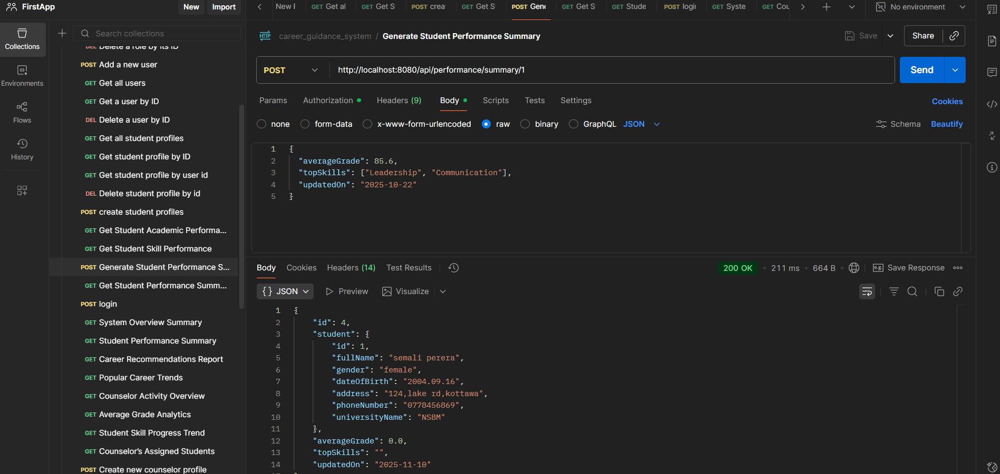 FirstApp
New
Import
New F
GET Get al
GET Get S
POST crea
GET Get S
POST Gene
GET Get S
GET Stude
POST logi
GET Syste
GET Cou
No environment
Collections
Environments
Flows
History
Search collections
DEL Delete a role by its ID
POST Add a new user
GET Get all users
GET Get a user by ID
DEL Delete a user by ID
GET Get all student profiles
GET Get student profile by ID
GET Get student profile by user id
DEL Delete student profile by id
POST create student profiles
GET Get Student Academic Performa...
GET Get Student Skill Performance
POST Generate Student Performance S...
GET Get Student Performance Summ...
POST login
GET System Overview Summary
GET Student Performance Summary
GET Career Recommendations Report
GET Popular Career Trends
GET Counselor Activity Overview
GET Average Grade Analytics
GET Student Skill Progress Trend
GET Counselor's Assigned Students
POST Create new counselor profile
HTTP career_guidance_system / Generate Student Performance Summary
Save
Share
POST http://localhost:8080/api/performance/summary/1
Send
Params Authorization Headers (9) Body Scripts Tests Settings
Cookies
none form-data x-www-form-urlencoded raw binary GraphQL JSON
Schema Beautify
1 {
2 "averageGrade": 85.6,
3 "topSkills": ["Leadership", "Communication"],
4 "updatedOn": "2025-10-22"
5 }
Body Cookies Headers (14) Test Results
200 OK • 211 ms • 664 B • e.g. Save Response
{} JSON Preview Visualize
1 {
2 "id": 4,
3 "student": {
4 "id": 1,
5 "fullName": "semali perera",
6 "gender": "female",
7 "dateOfBirth": "2004.09.16",
8 "address": "124,lake rd,kottawa",
9 "phoneNumber": "0778456869",
10 "universityName": "NSBM"
11 },
12 "averageGrade": 0.0,
13 "topSkills": "",
14 "updatedOn": "2025-11-10"